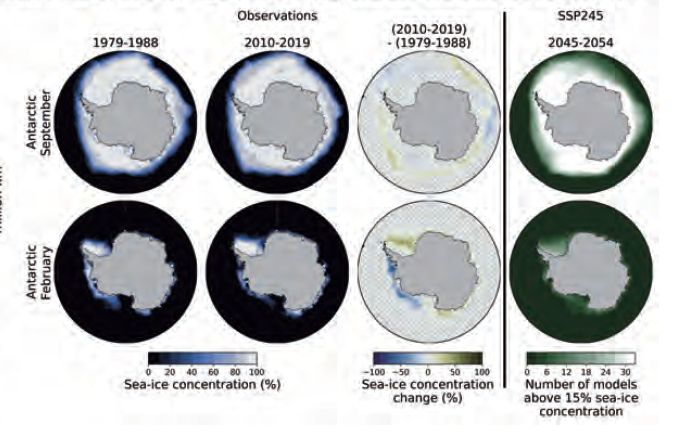 Observations
SSP245
1979-1988
2010-2019
(2010-2019)
- (1979-1988)
2045-2054
Antarctic
September
Antarctic
February
0 20 40 60 80 100
Sea-ice concentration (%)
−100 −50 0 50 100
Sea-ice concentration
change (%)
0 6 12 18 24 30
Number of models
above 15% sea-ice
concentration